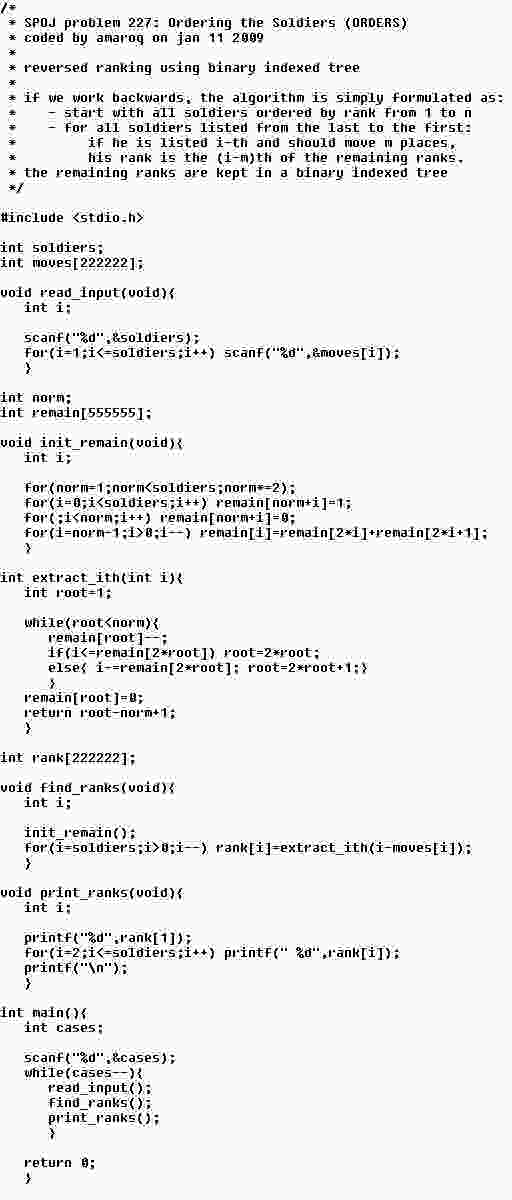 /*
 * SPOJ problem 227: Ordering the Soldiers (ORDERS)
 * coded by amaroq on jan 11 2009
 *
 * reversed ranking using binary indexed tree
 *
 * if we work backwards, the algorithm is simply formulated as:
 *    - start with all soldiers ordered by rank from 1 to n
 *    - for all soldiers listed from the last to the first:
 *         if he is listed i-th and should move m places,
 *         his rank is the (i-m)th of the remaining ranks.
 * the remaining ranks are kept in a binary indexed tree
 */

#include <stdio.h>

int soldiers;
int moves[222222];

void read_input(void){
   int i;

   scanf("%d",&soldiers);
   for(i=1;i<=soldiers;i++) scanf("%d",&moves[i]);
   }

int norm;
int remain[555555];

void init_remain(void){
   int i;

   for(norm=1;norm<soldiers;norm*=2);
   for(i=0;i<soldiers;i++) remain[norm+i]=1;
   for(;i<norm;i++) remain[norm+i]=0;
   for(i=norm-1;i>0;i--) remain[i]=remain[2*i]+remain[2*i+1];
   }

int extract_ith(int i){
   int root=1;

   while(root<norm){
      remain[root]--;
      if(i<=remain[2*root]) root=2*root;
      else{ i-=remain[2*root]; root=2*root+1;}
      }
   remain[root]=0;
   return root-norm+1;
   }

int rank[222222];

void find_ranks(void){
   int i;

   init_remain();
   for(i=soldiers;i>0;i--) rank[i]=extract_ith(i-moves[i]);
   }

void print_ranks(void){
   int i;

   printf("%d",rank[1]);
   for(i=2;i<=soldiers;i++) printf(" %d",rank[i]);
   printf("\n");
   }

int main(){
   int cases;

   scanf("%d",&cases);
   while(cases--){
      read_input();
      find_ranks();
      print_ranks();
      }

   return 0;
   }